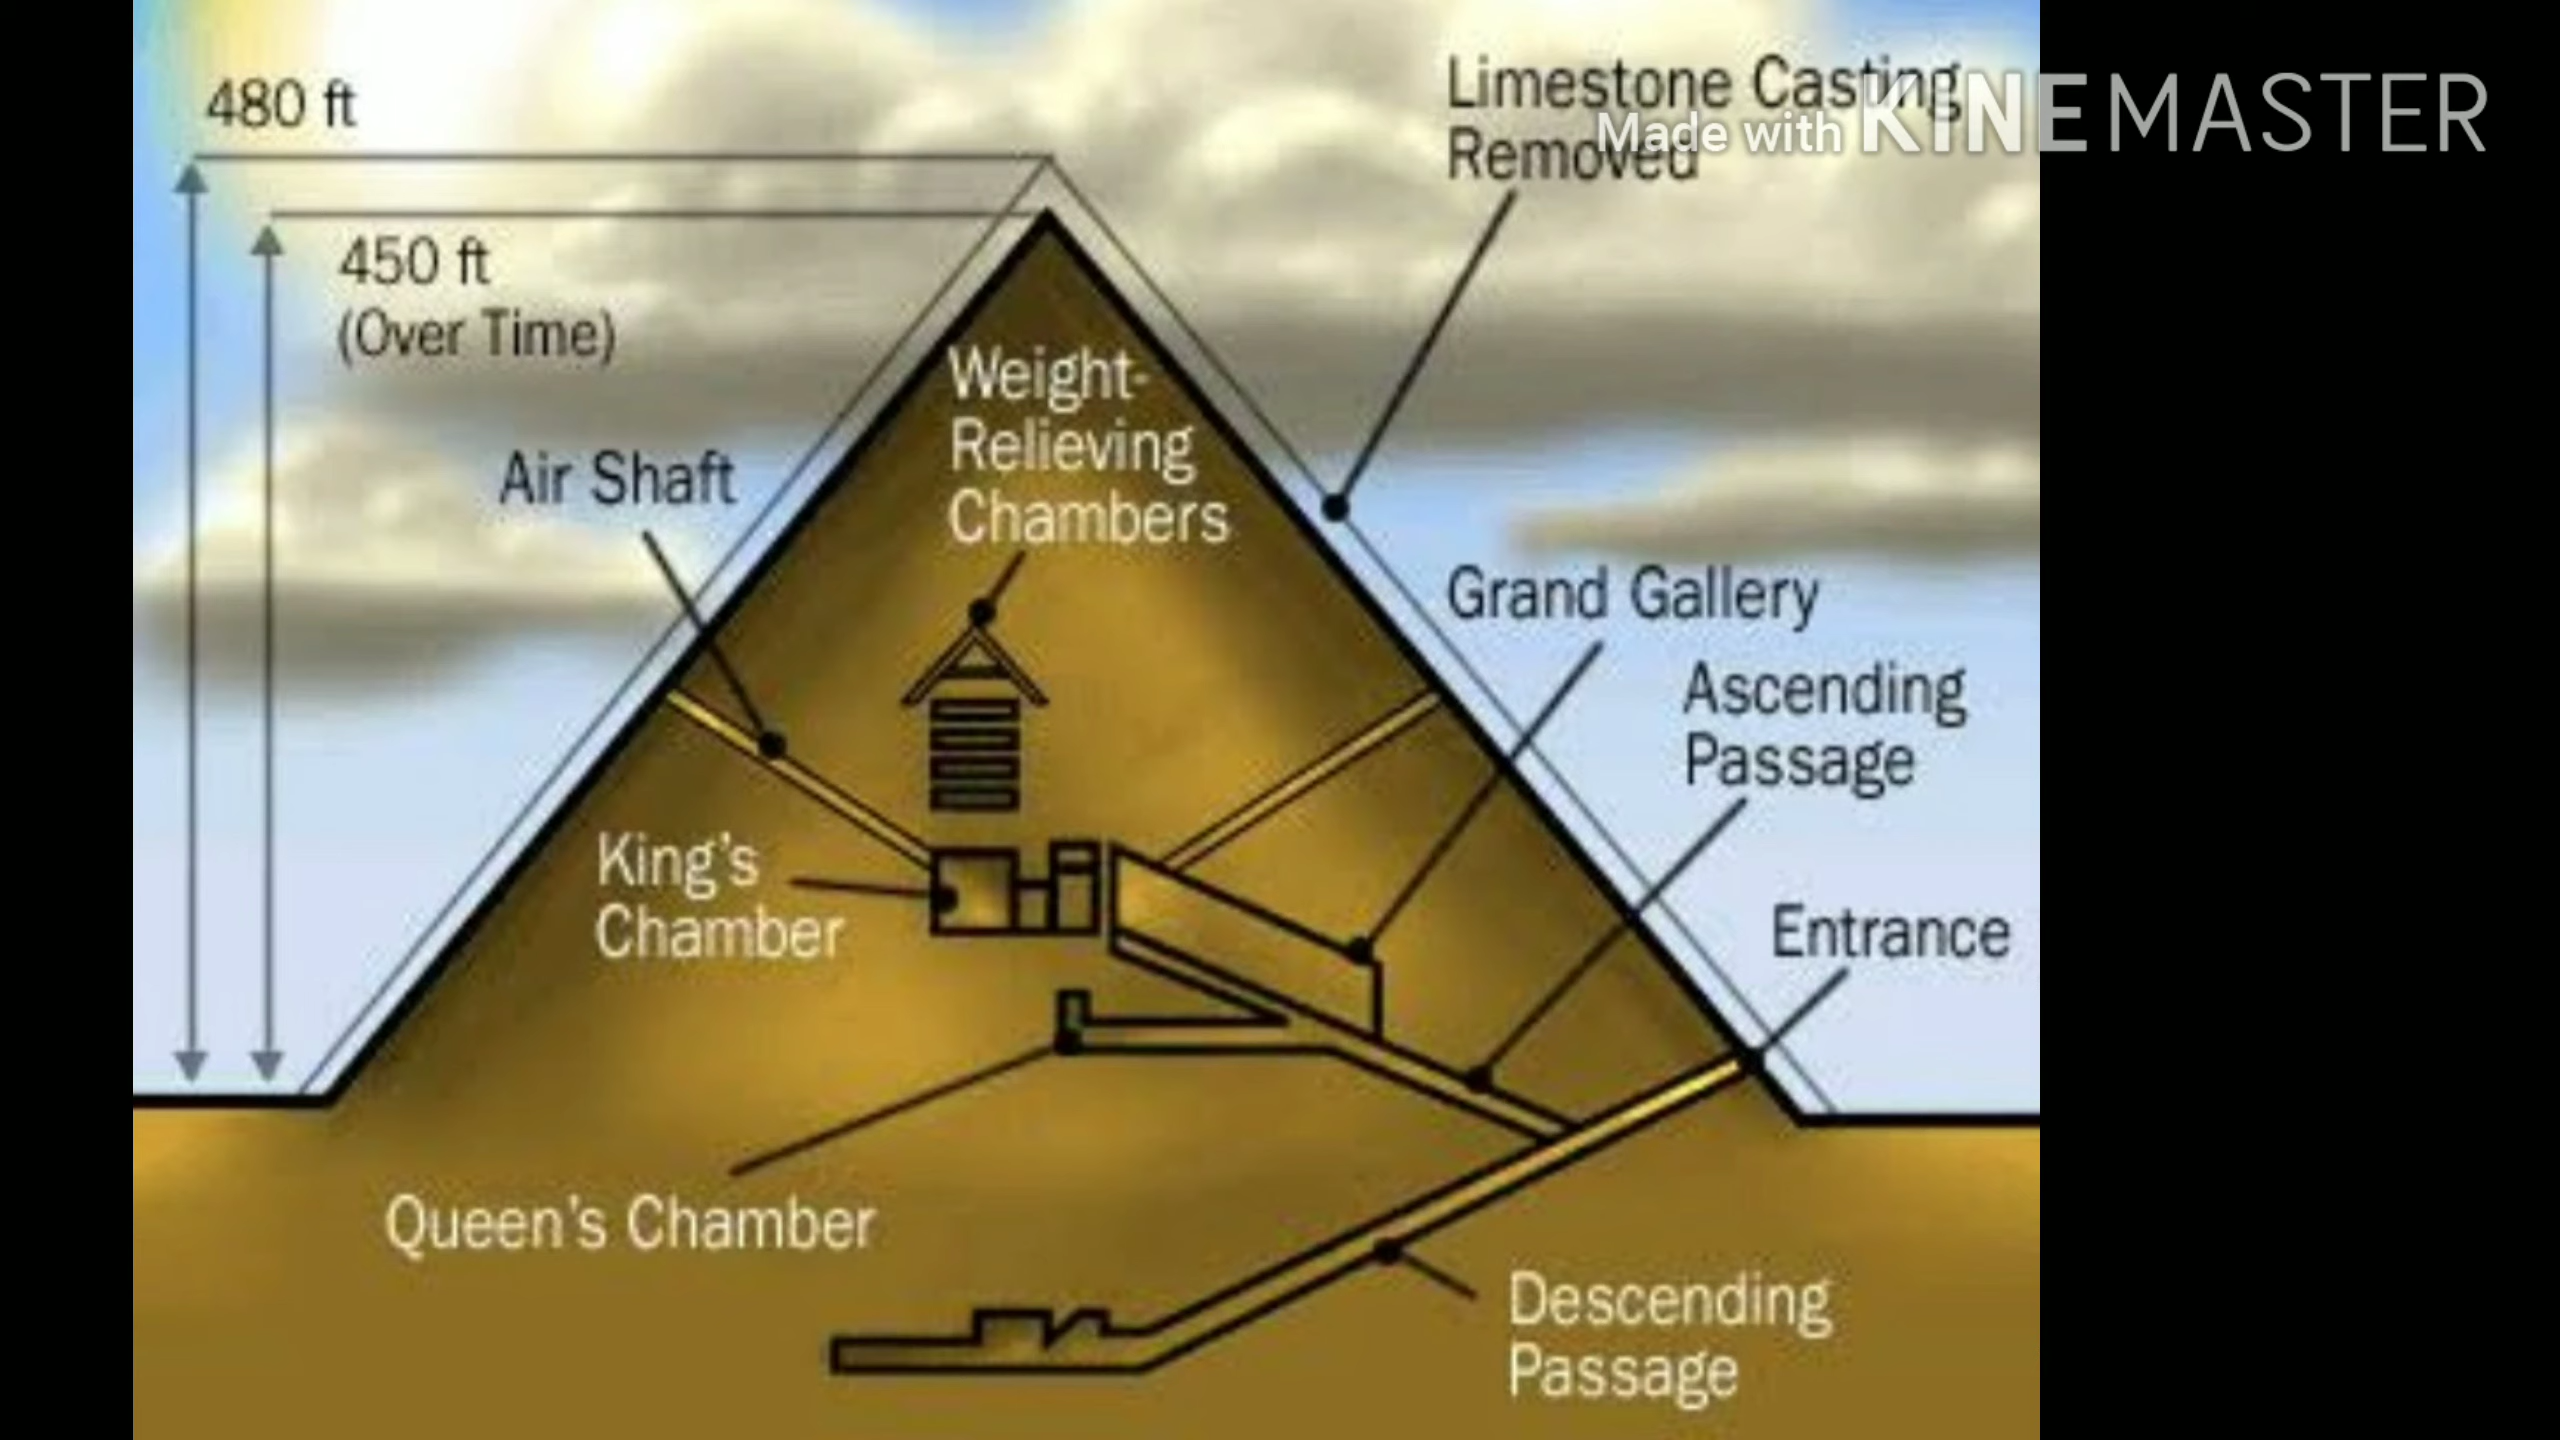 480 ft
Limestone Casting
Removed
Made with KINEMASTER
450 ft
(Over Time)
Weight-
Relieving
Chambers
Air Shaft
Grand Gallery
Ascending
Passage
King's
Chamber
Entrance
Queen's Chamber
Descending
Passage